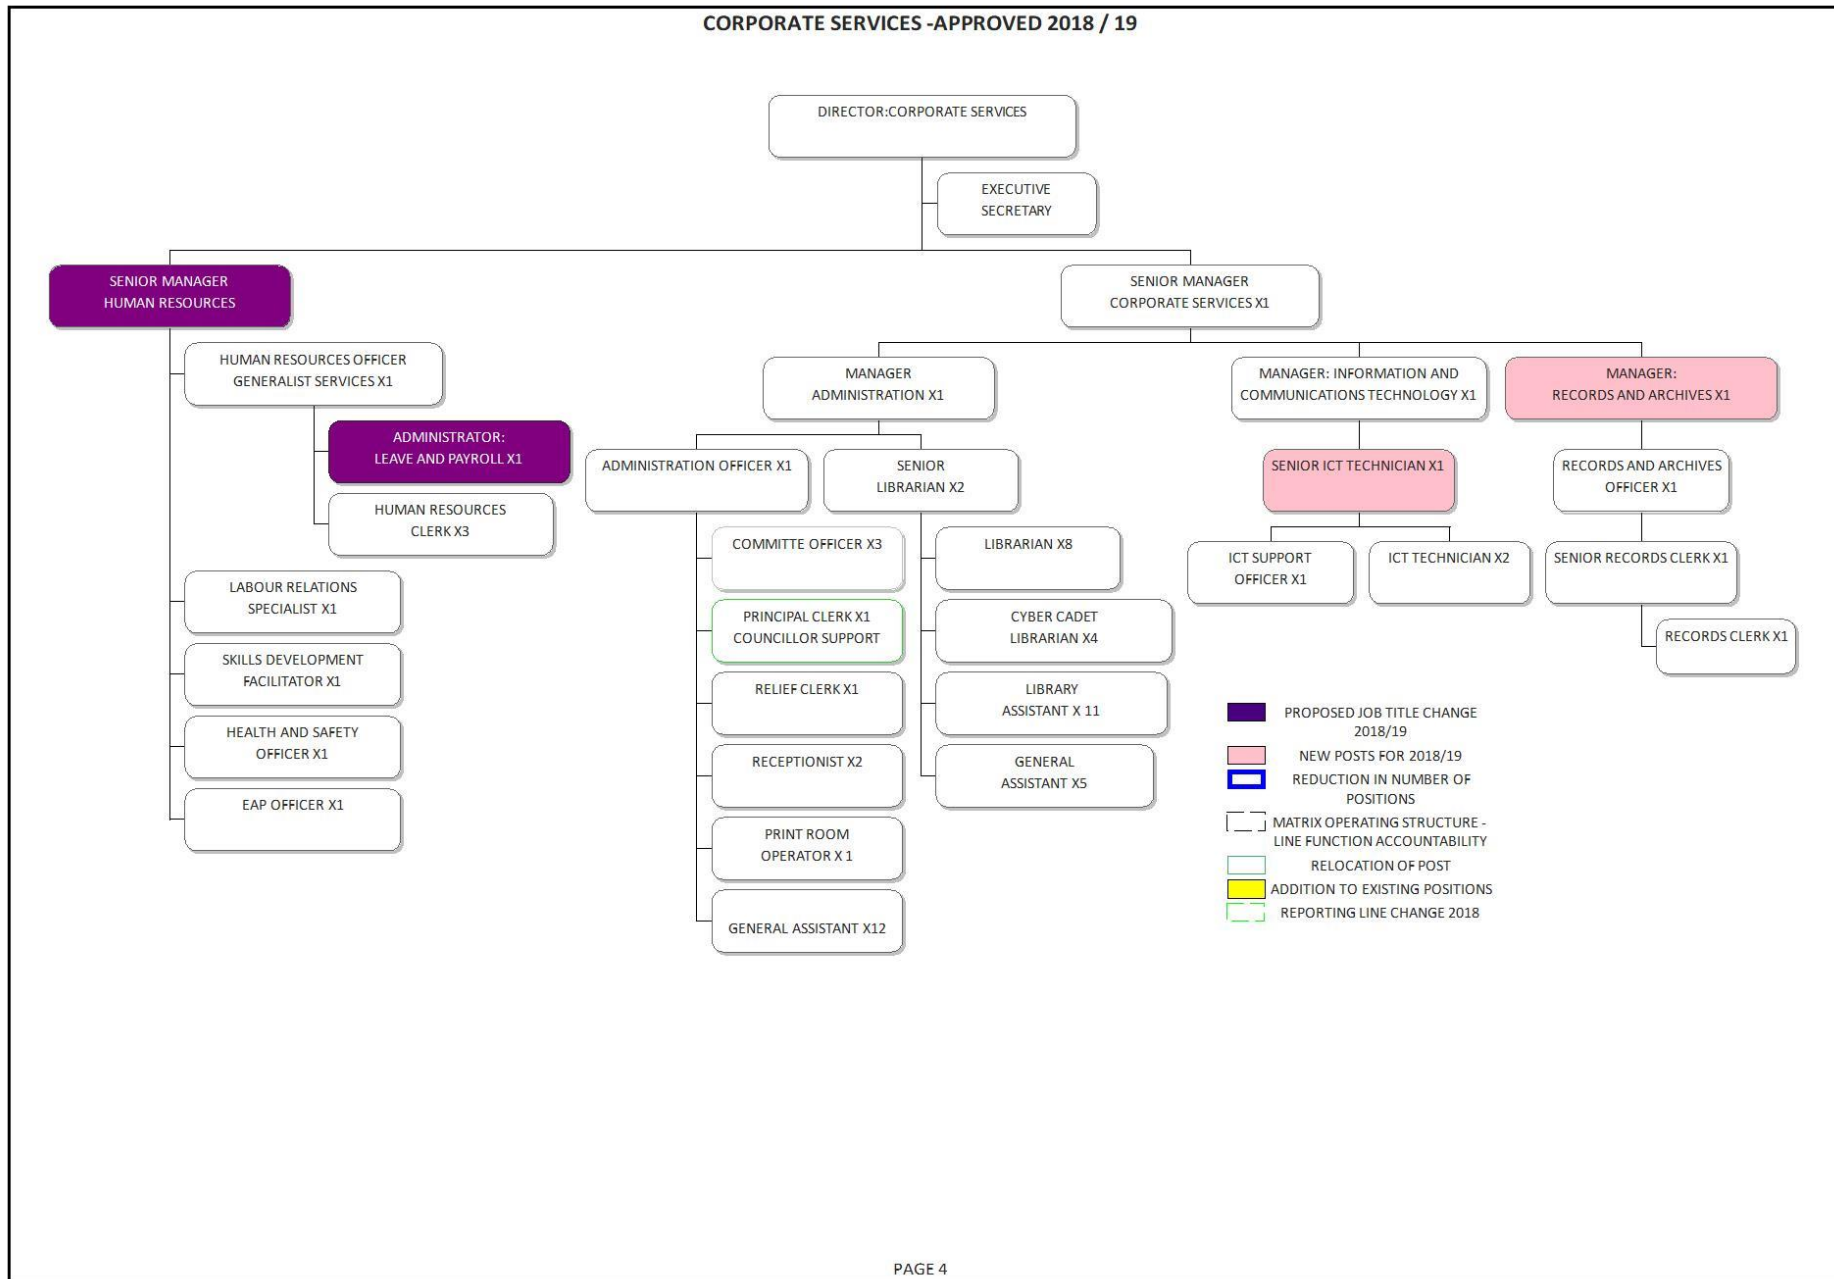 CORPORATE SERVICES -APPROVED 2018 / 19
DIRECTOR:CORPORATE SERVICES
EXECUTIVE
SECRETARY
SENIOR MANAGER
HUMAN RESOURCES
SENIOR MANAGER
CORPORATE SERVICES X1
HUMAN RESOURCES OFFICER
GENERALIST SERVICES X1
ADMINISTRATOR:
LEAVE AND PAYROLL X1
HUMAN RESOURCES
CLERK X3
LABOUR RELATIONS
SPECIALIST X1
SKILLS DEVELOPMENT
FACILITATOR X1
HEALTH AND SAFETY
OFFICER X1
EAP OFFICER X1
MANAGER
ADMINISTRATION X1
ADMINISTRATION OFFICER X1
COMMITTE OFFICER X3
PRINCIPAL CLERK X1
COUNCILLOR SUPPORT
RELIEF CLERK X1
RECEPTIONIST X2
PRINT ROOM
OPERATOR X 1
GENERAL ASSISTANT X12
SENIOR
LIBRARIAN X2
LIBRARIAN X8
CYBER CADET
LIBRARIAN X4
LIBRARY
ASSISTANT X 11
GENERAL
ASSISTANT X5
MANAGER: INFORMATION AND
COMMUNICATIONS TECHNOLOGY X1
SENIOR ICT TECHNICIAN X1
ICT SUPPORT
OFFICER X1
ICT TECHNICIAN X2
MANAGER:
RECORDS AND ARCHIVES X1
RECORDS AND ARCHIVES
OFFICER X1
SENIOR RECORDS CLERK X1
RECORDS CLERK X1
PROPOSED JOB TITLE CHANGE
2018/19
NEW POSTS FOR 2018/19
REDUCTION IN NUMBER OF
POSITIONS
MATRIX OPERATING STRUCTURE -
LINE FUNCTION ACCOUNTABILITY
RELOCATION OF POST
ADDITION TO EXISTING POSITIONS
REPORTING LINE CHANGE 2018
PAGE 4